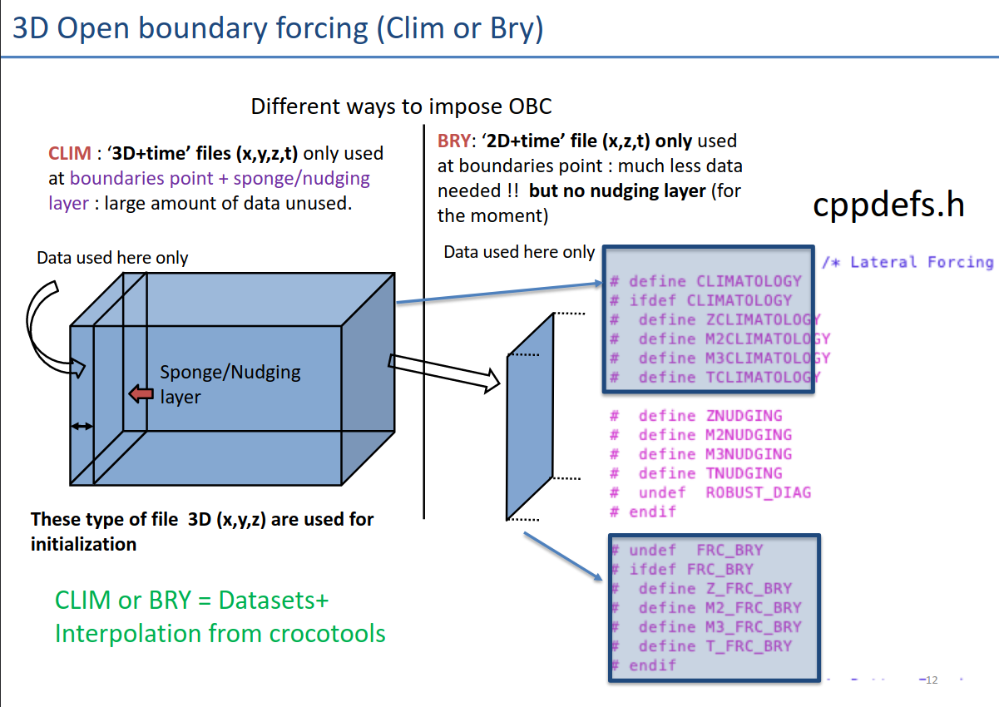 3D Open boundary forcing (Clim or Bry)
Different ways to impose OBC
CLIM : ‘3D+time’ files (x,y,z,t) only used
at boundaries point + sponge/nudging
layer : large amount of data unused.
Data used here only
Sponge/Nudging
layer
These type of file 3D (x,y,z) are used for
initialization
CLIM or BRY = Datasets+
Interpolation from crocotools
BRY: ‘2D+time’ file (x,z,t) only used
at boundaries point : much less data
needed !! but no nudging layer (for
the moment)
Data used here only
cppdefs.h
/* Lateral Forcing
# define CLIMATOLOGY
# ifdef CLIMATOLOGY
# define ZCLIMATOLOGY
# define M2CLIMATOLOGY
# define M3CLIMATOLOGY
# define TCLIMATOLOGY
# define ZNUDGING
# define M2NUDGING
# define M3NUDGING
# define TNUDGING
# undef ROBUST_DIAG
# endif
# undef FRC_BRY
# ifdef FRC_BRY
# define Z_FRC_BRY
# define M2_FRC_BRY
# define M3_FRC_BRY
# define T_FRC_BRY
# endif
12